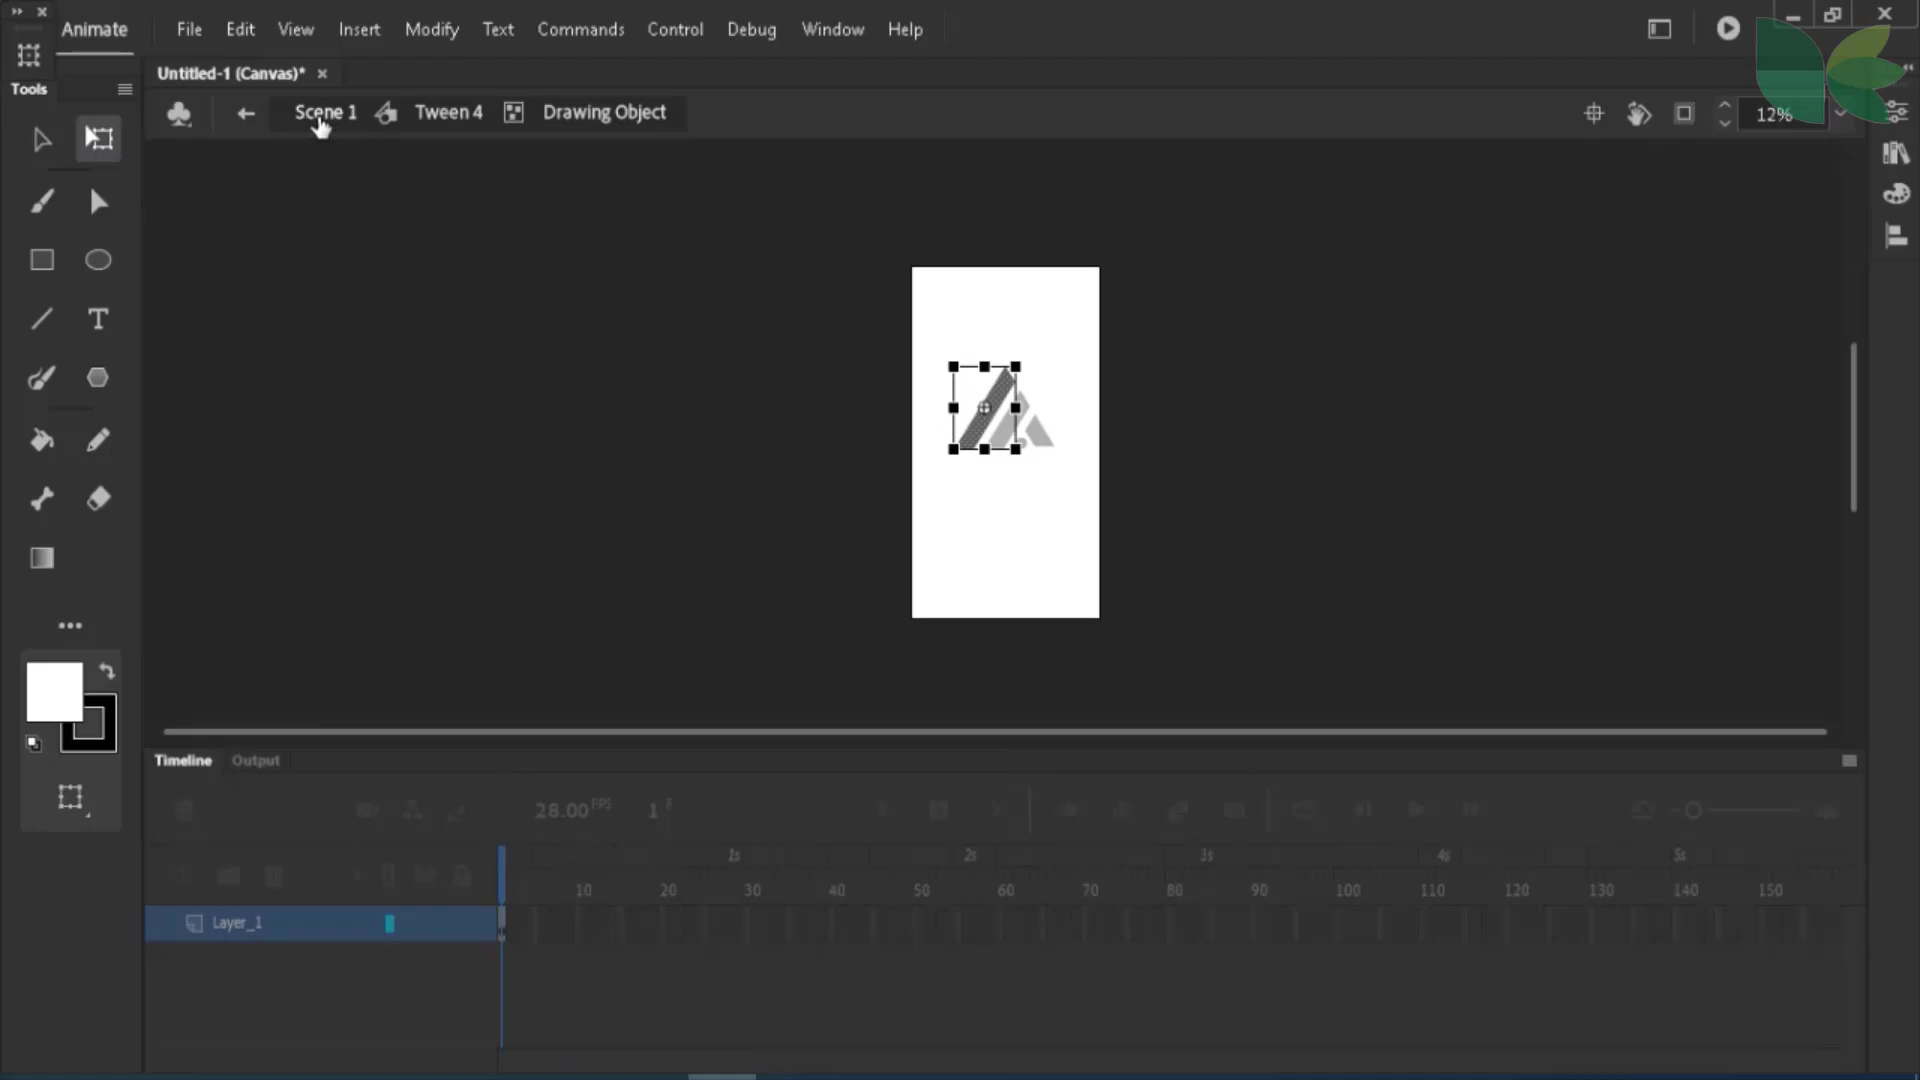 Animate File Edit View Insert Modify Text Commands Control Debug Window Help
Untitled-1 (Canvas)*
Tools
Scene 1 Tween 4 Drawing Object 12%
Timeline Output
28.00 FPS 1 F
1s 2s 3s 4s 5s
10 20 30 40 50 60 70 80 90 100 110 120 130 140 150
Layer_1